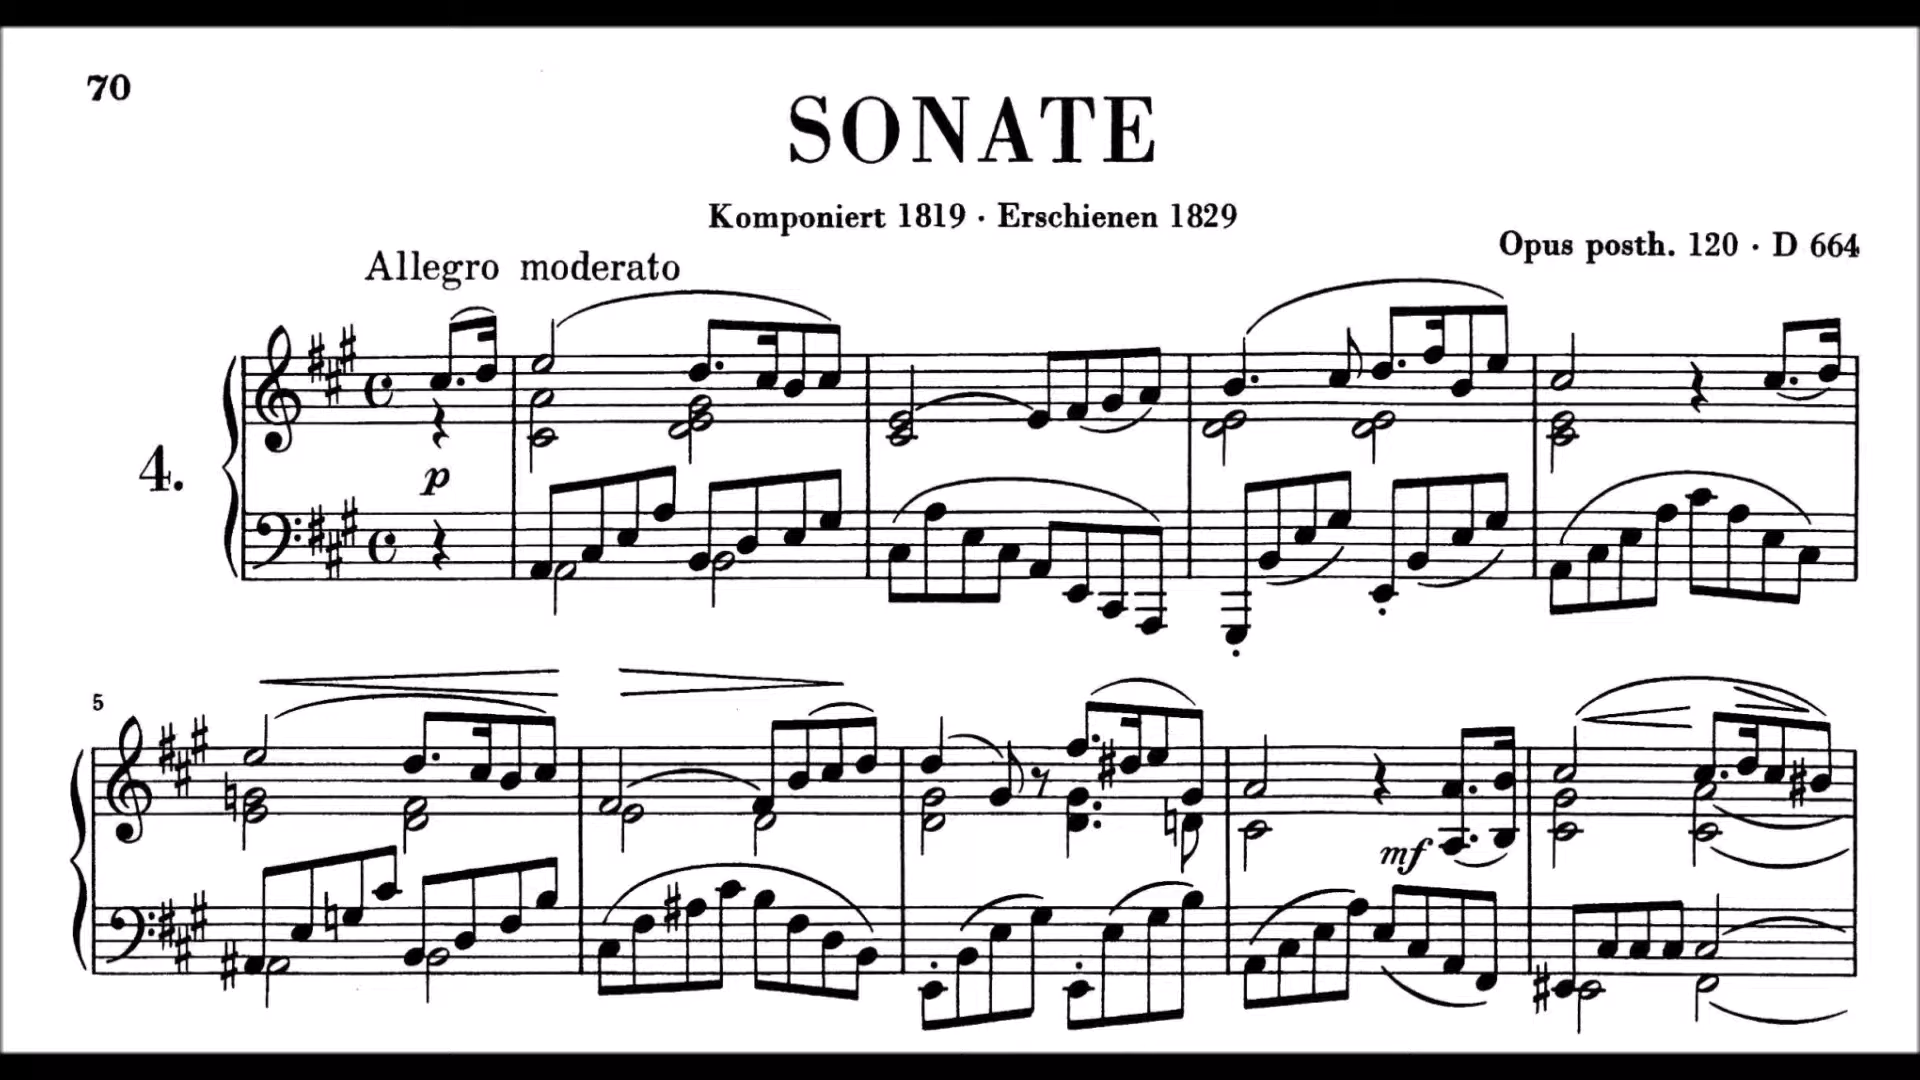 70
SONATE
Komponiert 1819 · Erschienen 1829
Opus posth. 120 · D 664
Allegro moderato
4.
p
5
mf